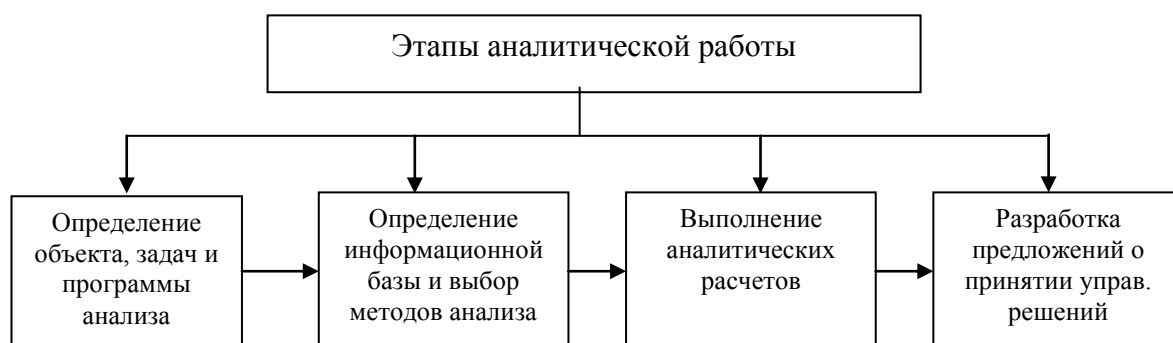 Этапы аналитической работы
Определение
объекта, задач и
программы
анализа
Определение
информационной
базы и выбор
методов анализа
Выполнение
аналитических
расчетов
Разработка
предложений о
принятии управ.
решений